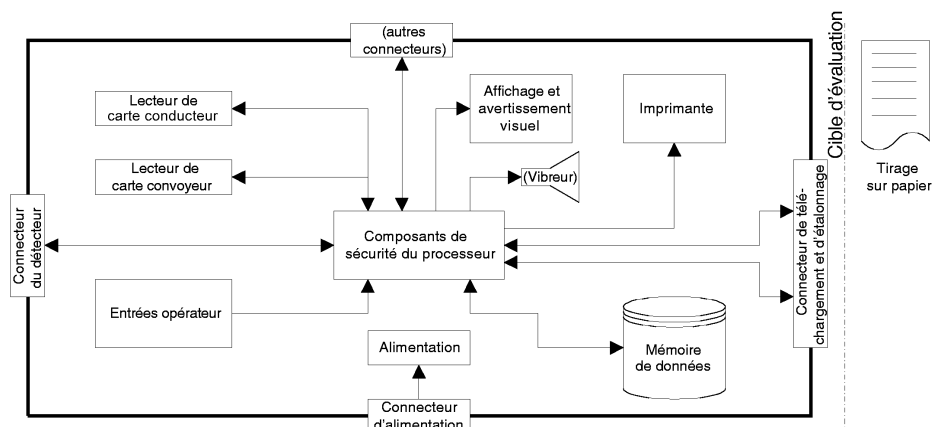 (autres
connecteurs)
Cible d'évaluation
Lecteur de
carte conducteur
Affichage et
avertissement
visuel
Imprimante
Lecteur de
carte convoyeur
(Vibreur)
Tirage
sur papier
Connecteur
du détecteur
Composants de
sécurité du processeur
Connecteur de télé-
chargement et d'étalonnage
Entrées opérateur
Alimentation
Mémoire
de données
Connecteur
d'alimentation